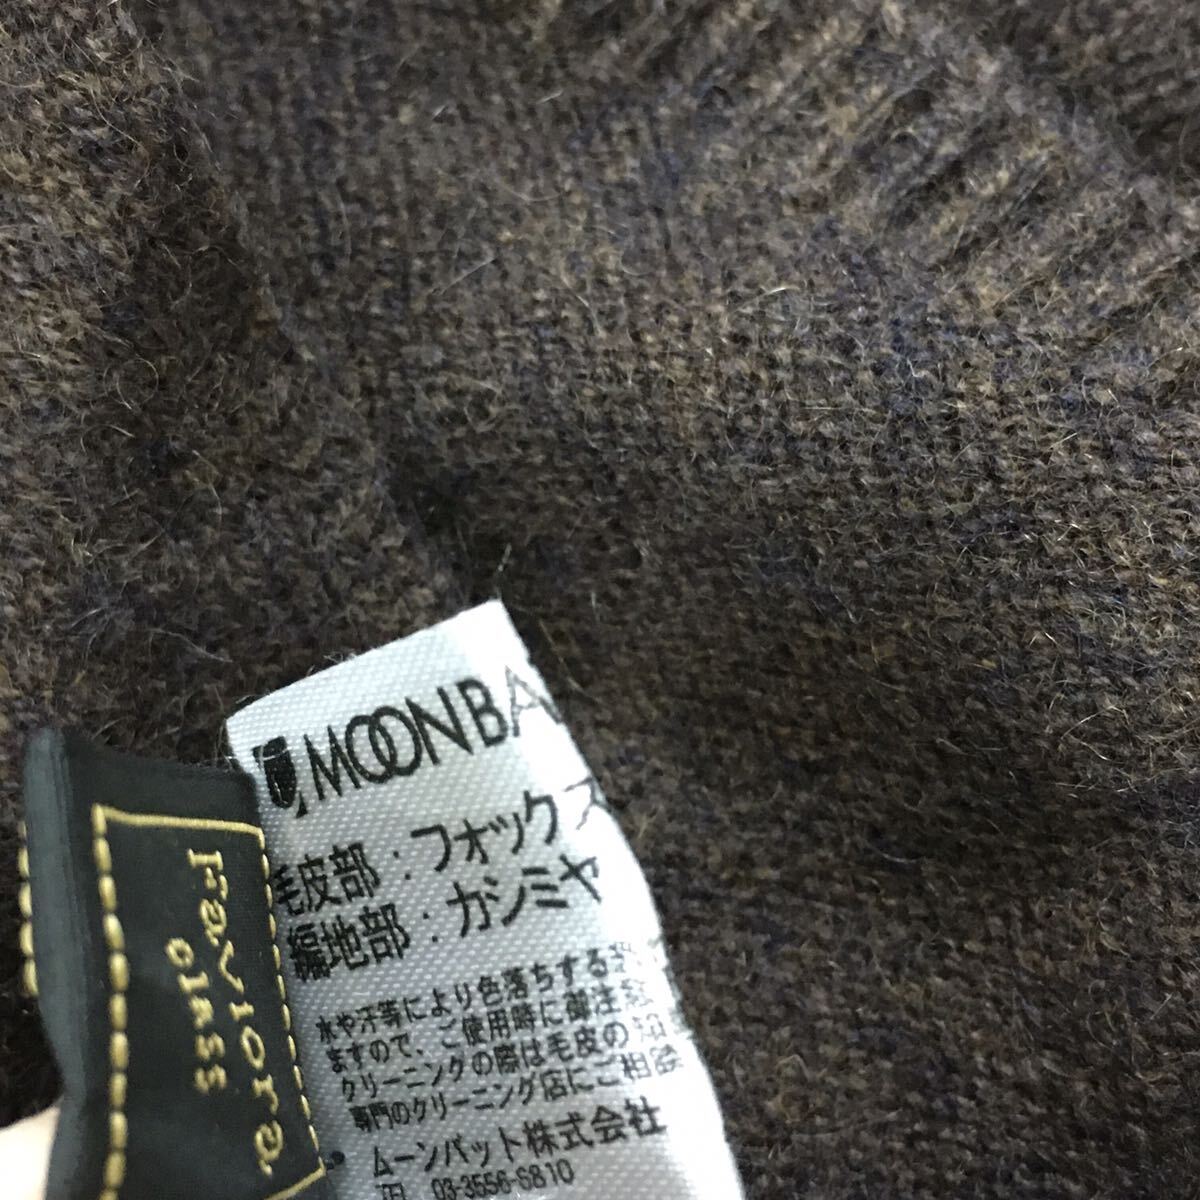 MOONBA
毛皮部：フォックス
編地部：カシミヤ
水や汗等により色落ちする
ますので、ご使用時に御注
クリーニングの際は毛皮の
専門のクリーニング店にご相談
ムーンバット株式会社
03-3556-6810
Faviora
class